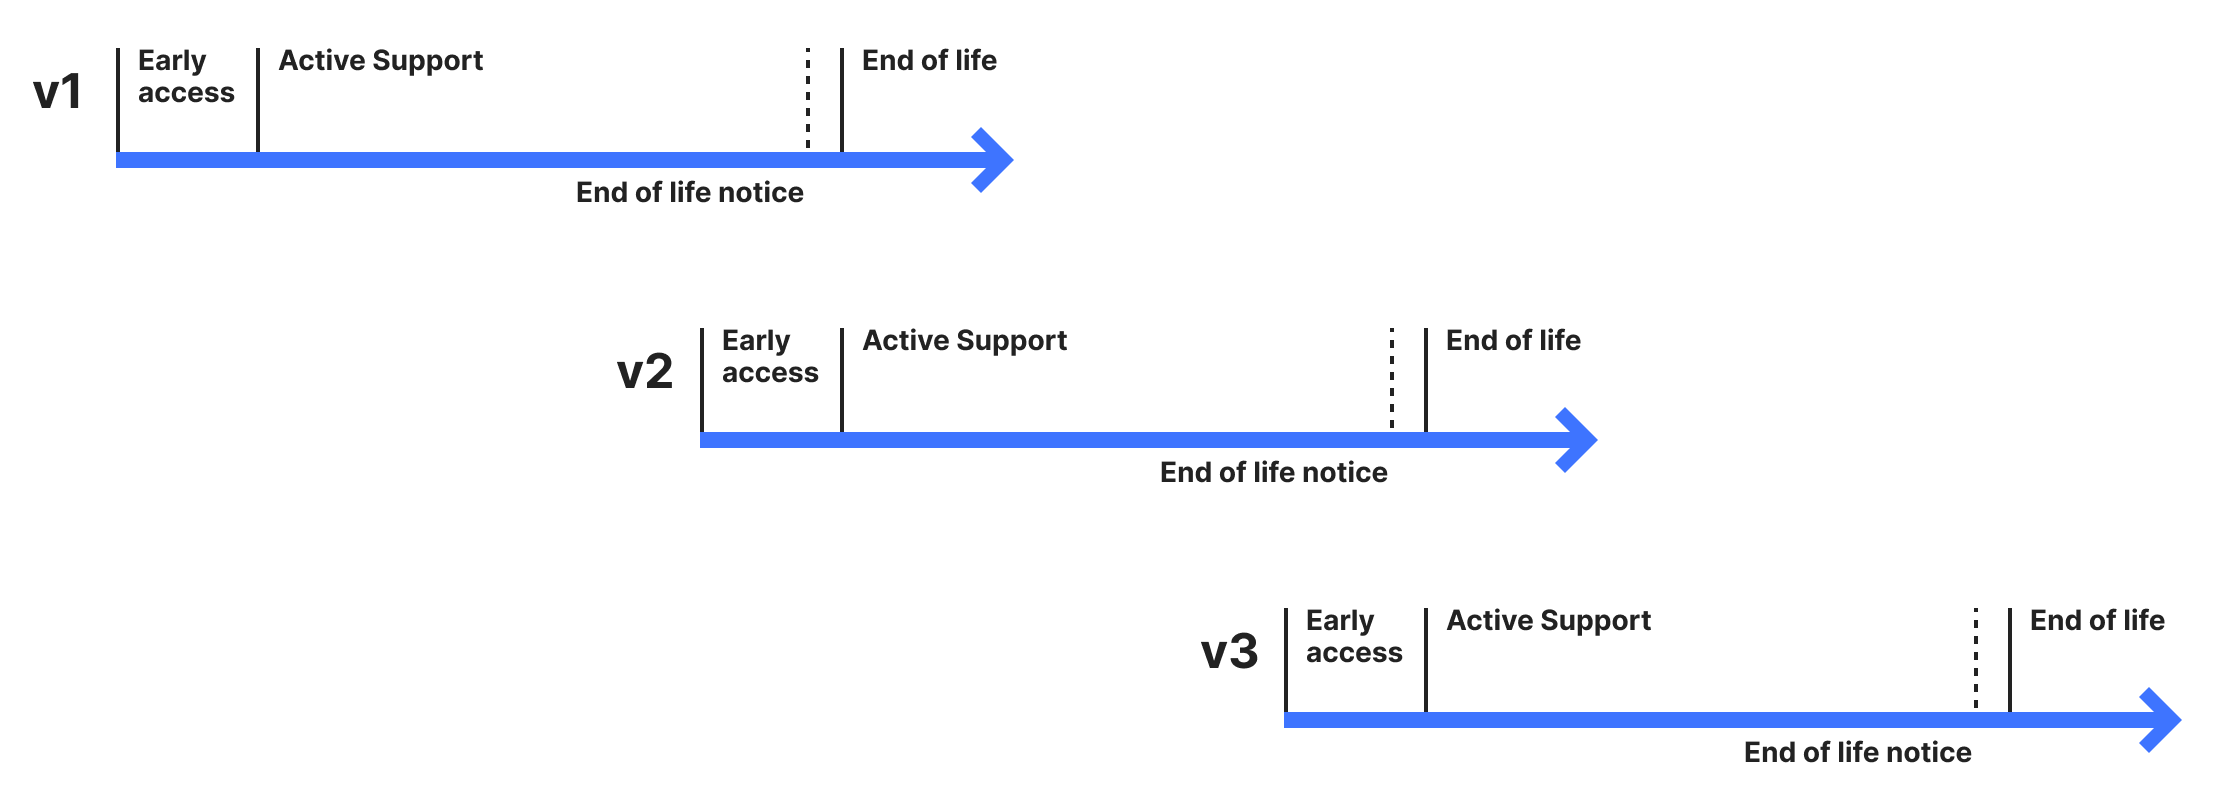 v1
Early
access
Active Support
End of life
End of life notice
v2
Early
access
Active Support
End of life
End of life notice
v3
Early
access
Active Support
End of life
End of life notice